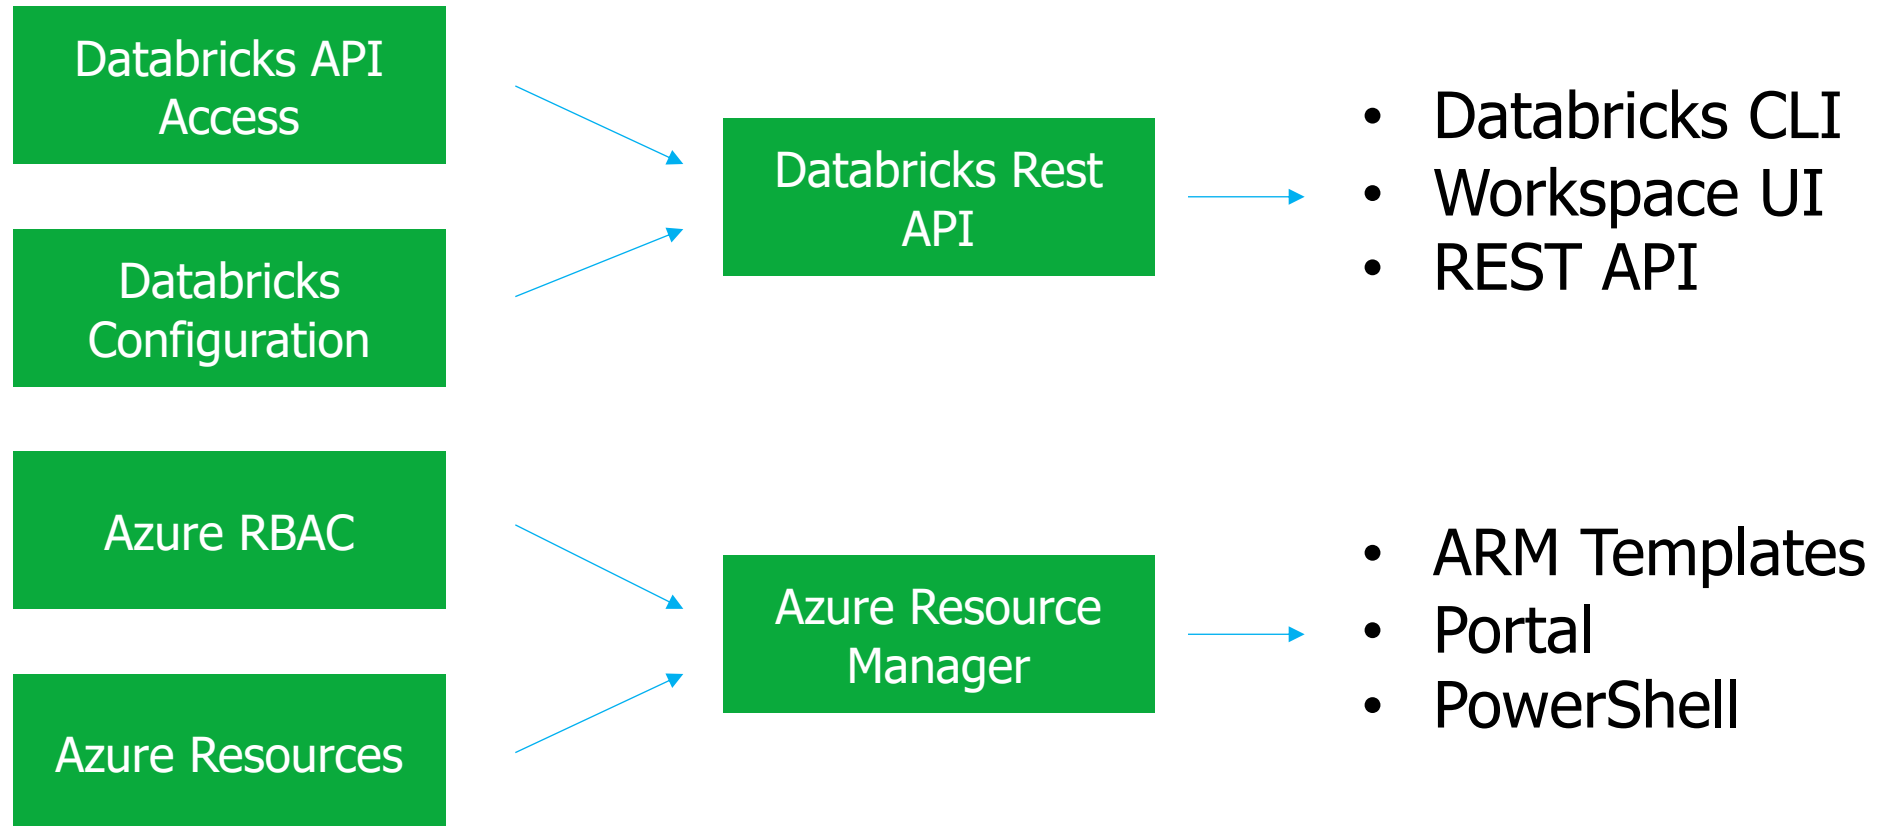 Databricks API
Access
Databricks
Configuration
Azure RBAC
Azure Resources
Databricks Rest
API
Azure Resource
Manager
• Databricks CLI
• Workspace UI
• REST API
• ARM Templates
• Portal
• PowerShell